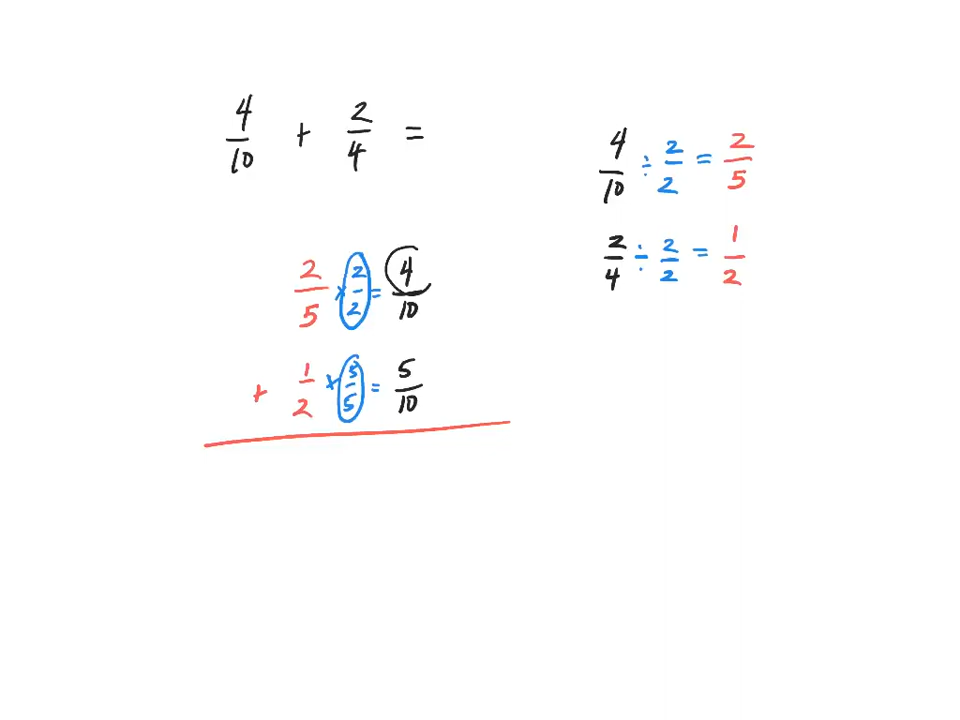 4/10 + 2/4 =
4/10 ÷ 2/2 = 2/5
2/4 ÷ 2/2 = 1/2
2/5 × 2/2 = 4/10
+ 1/2 × 5/5 = 5/10